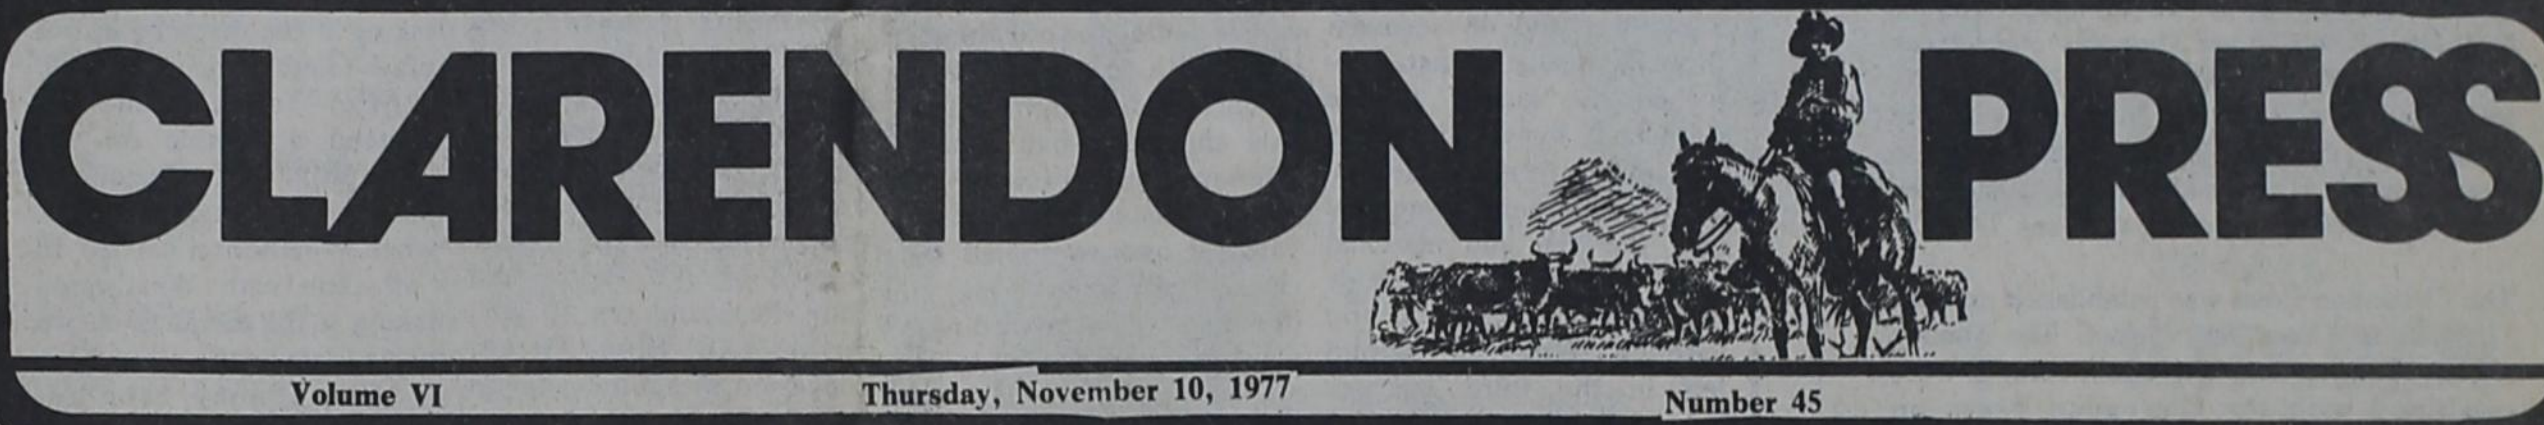 CLARENDON PRESS
Volume VI Thursday, November 10, 1977 Number 45